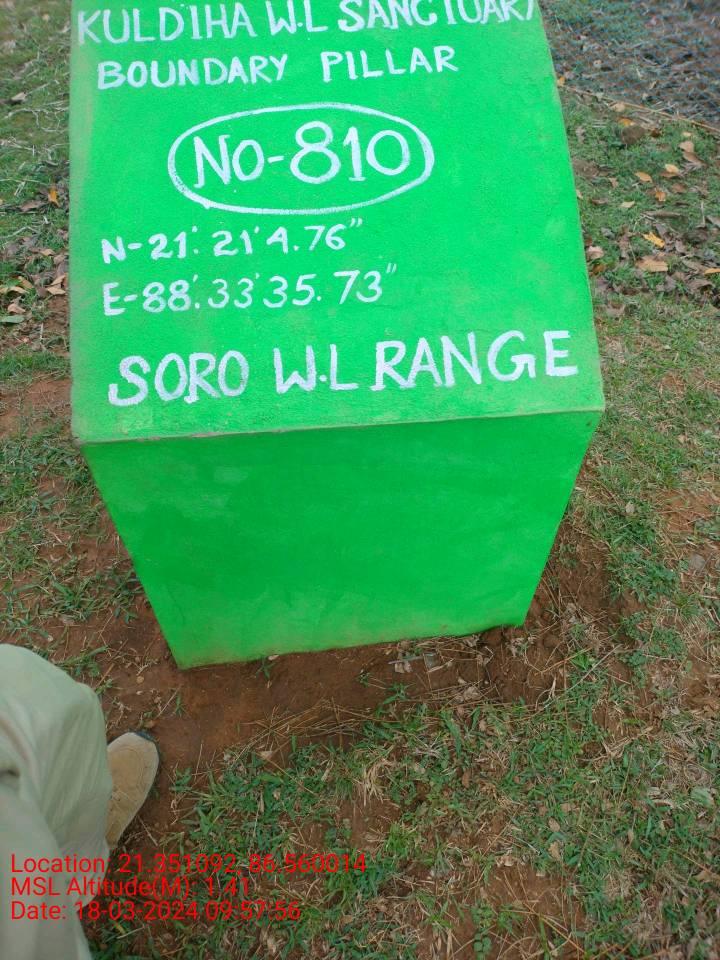 KULDIHA W.L SANCTUARY
BOUNDARY PILLAR
No-810
N-21'. 21' 4.76"
E-88'. 33' 35. 73"
SORO W.L RANGE
Location: 21.351092, 86.560014
MSL Altitude(M): 1.41
Date: 18-03-2024 09:57:56